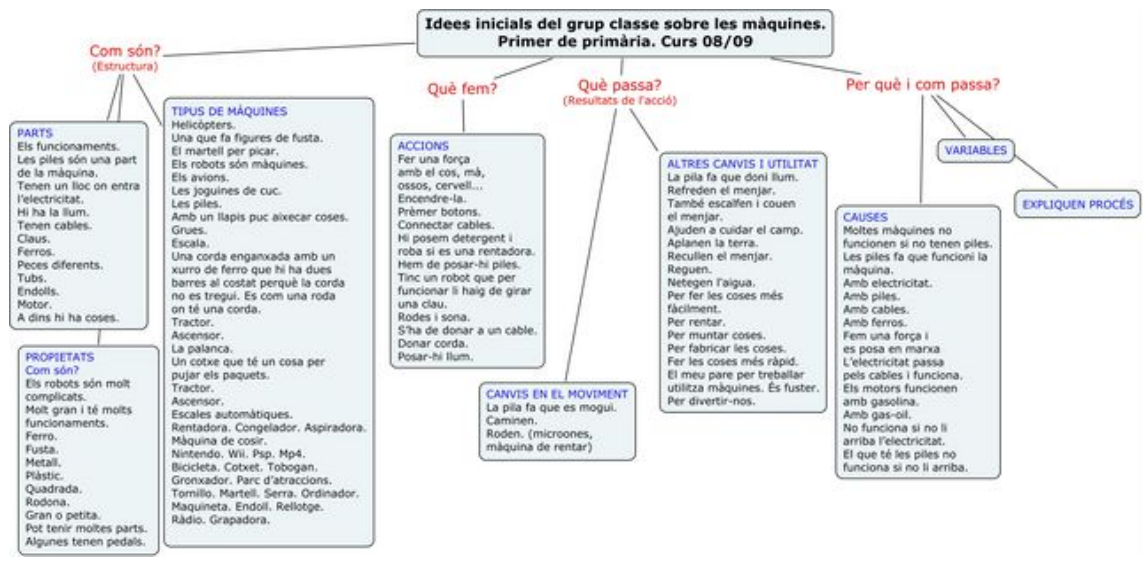 Idees inicials del grup classe sobre les màquines.
Primer de primària. Curs 08/09
Com són?
(Estructura)
Què fem?
Què passa?
(Resultats de l'acció)
Per què i com passa?
PARTS
Els funcionaments.
Les piles són una part
de la màquina.
Tenen un lloc on entra
l'electricitat.
Hi ha la llum.
Tenen cables.
Claus.
Ferros.
Peces diferents.
Tubs.
Endolls.
Motor.
A dins hi ha coses.
PROPIETATS
Com són?
Els robots són molt
complicats.
Molt gran i té molts
funcionaments.
Ferro.
Fusta.
Metall.
Plàstic.
Quadrada.
Rodona.
Gran o petita.
Pot tenir moltes parts.
Algunes tenen pedals.
TIPUS DE MÀQUINES
Helicòpters.
Una que fa figures de fusta.
El martell per picar.
Els robots són màquines.
Els avions.
Les joguines de cuc.
Les piles.
Amb un llapis puc aixecar coses.
Grues.
Escala.
Una corda enganxada amb un
xurro de ferro que hi ha dues
barres al costat perquè la corda
no es tregui. Es com una roda
on té una corda.
Tractor.
Ascensor.
La palanca.
Un cotxe que té un cosa per
pujar els paquets.
Tractor.
Ascensor.
Escales automàtiques.
Rentadora. Congelador. Aspiradora.
Màquina de cosir.
Nintendo. Wii. Psp. Mp4.
Bicicleta. Cotxet. Tobogan.
Gronxador. Parc d'atraccions.
Tornillo. Martell. Serra. Ordinador.
Maquineta. Endoll. Rellotge.
Ràdio. Grapadora.
ACCIONS
Fer una força
amb el cos, mà,
ossos, cervell...
Encendre-la.
Prèmer botons.
Connectar cables.
Hi posem detergent i
roba si es una rentadora.
Hem de posar-hi piles.
Tinc un robot que per
funcionar li haig de girar
una clau.
Rodes i sona.
S'ha de donar a un cable.
Donar corda.
Posar-hi llum.
CANVIS EN EL MOVIMENT
La pila fa que es mogui.
Caminen.
Roden. (microones,
màquina de rentar)
ALTRES CANVIS I UTILITAT
La pila fa que doni llum.
Refreden el menjar.
També escalfen i couen
el menjar.
Ajuden a cuidar el camp.
Aplanen la terra.
Recullen el menjar.
Reguen.
Netegen l'aigua.
Per fer les coses més
fàcilment.
Per rentar.
Per muntar coses.
Per fabricar les coses.
Fer les coses més ràpid.
El meu pare per treballar
utilitza màquines. És fuster.
Per divertir-nos.
VARIABLES
EXPLIQUEN PROCÉS
CAUSES
Moltes màquines no
funcionen si no tenen piles.
Les piles fa que funcioni la
màquina.
Amb electricitat.
Amb piles.
Amb cables.
Amb ferros.
Fem una força i
es posa en marxa
L'electricitat passa
pels cables i funciona.
Els motors funcionen
amb gasolina.
Amb gas-oil.
No funciona si no li
arriba l'electricitat.
El que té les piles no
funciona si no li arriba.